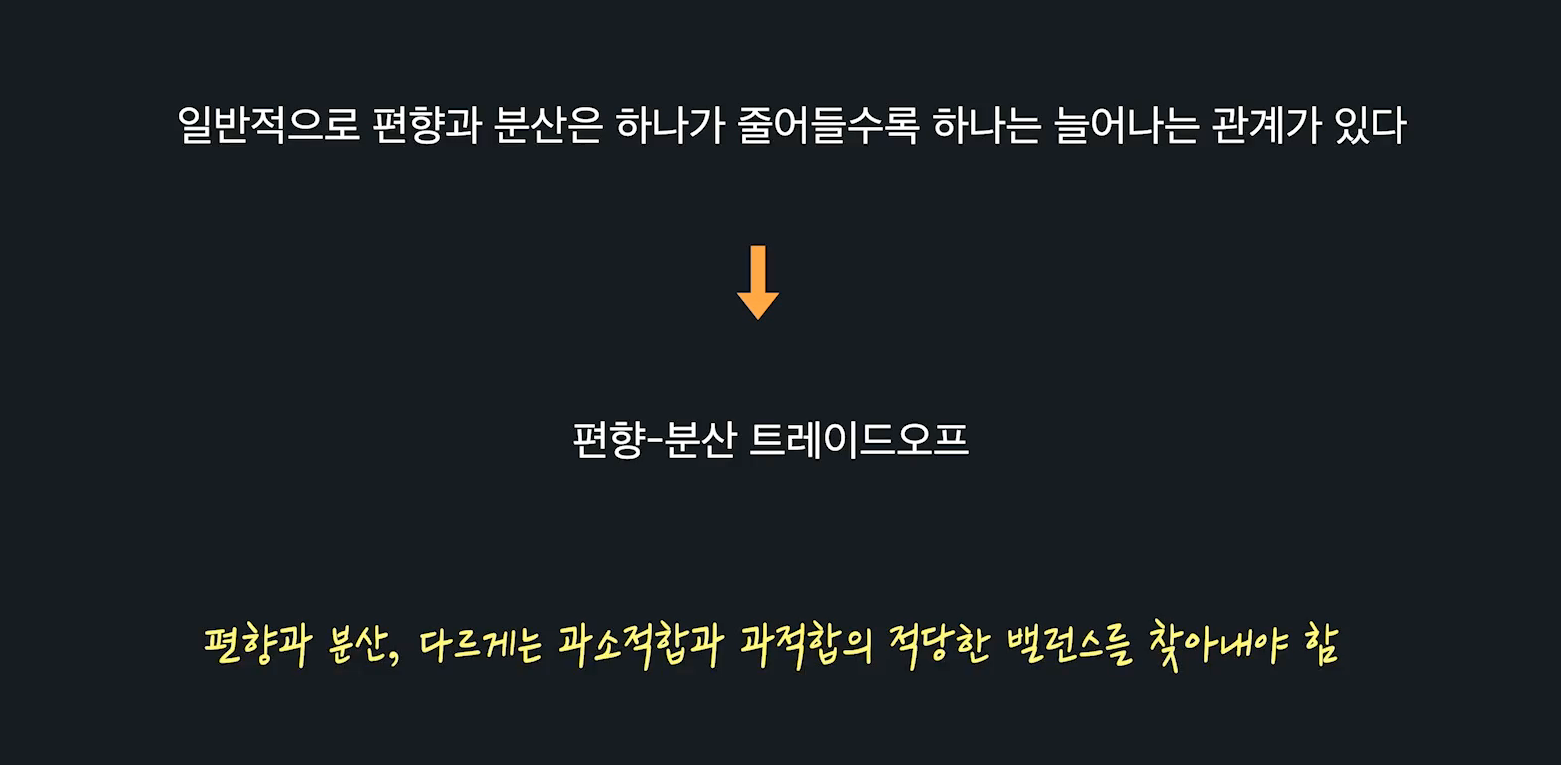 일반적으로 편향과 분산은 하나가 줄어들수록 하나는 늘어나는 관계가 있다
편향-분산 트레이드오프
편향과 분산, 다르게는 과소적합과 과적합의 적당한 밸런스를 찾아내야 함